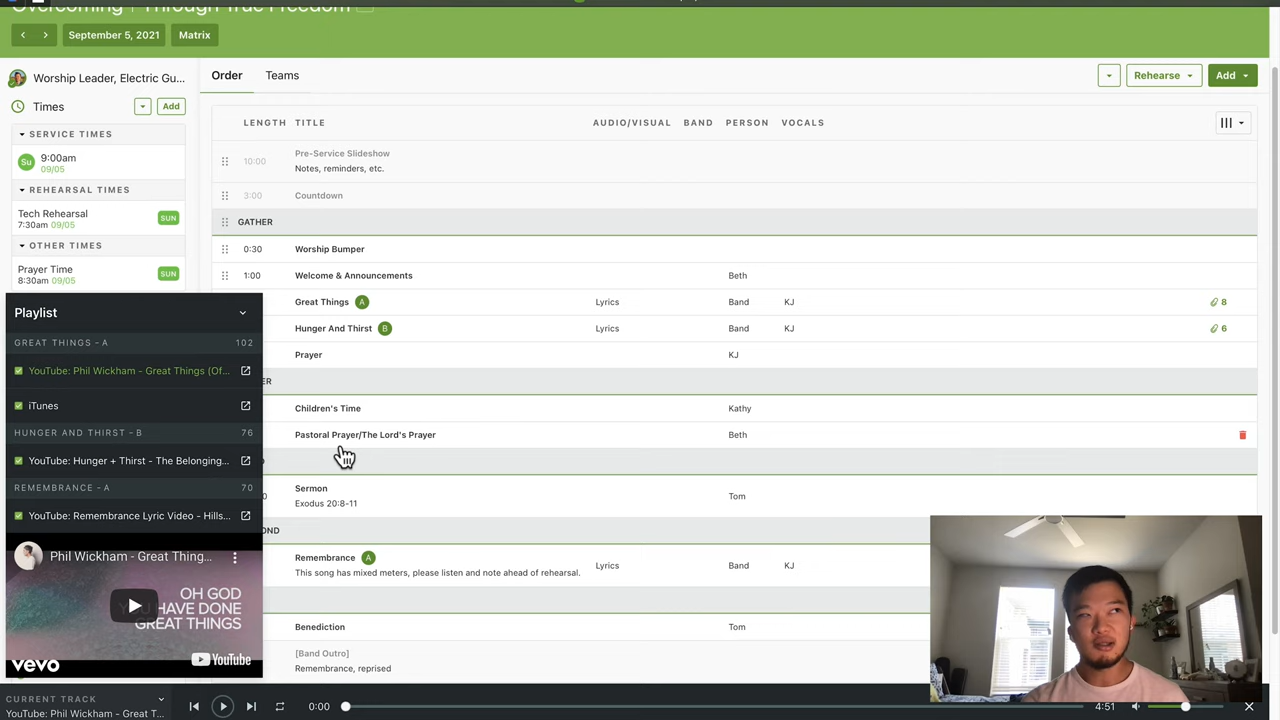 Overcoming | Through True Freedom
September 5, 2021
Matrix
Worship Leader, Electric Gu...
Order
Teams
Rehearse
Add
Times
Add
SERVICE TIMES
Su
9:00am
09/05
REHEARSAL TIMES
Tech Rehearsal
7:30am 09/05
SUN
OTHER TIMES
Prayer Time
8:30am 09/05
SUN
LENGTH TITLE AUDIO/VISUAL BAND PERSON VOCALS
10:00 Pre-Service Slideshow
Notes, reminders, etc.
3:00 Countdown
GATHER
0:30 Worship Bumper
1:00 Welcome & Announcements Beth
Great Things A Lyrics Band KJ 8
Hunger And Thirst B Lyrics Band KJ 6
Prayer KJ
ER
Children's Time Kathy
Pastoral Prayer/The Lord's Prayer Beth
Sermon Tom
Exodus 20:8-11
OND
Remembrance A Lyrics Band KJ
This song has mixed meters, please listen and note ahead of rehearsal.
Benediction Tom
[Band Outro]
Remembrance, reprised
Playlist
GREAT THINGS - A 102
YouTube: Phil Wickham - Great Things (Of...
iTunes
HUNGER AND THIRST - B 76
YouTube: Hunger + Thirst - The Belonging...
REMEMBRANCE - A 70
YouTube: Remembrance Lyric Video - Hills...
Phil Wickham - Great Thing...
OH GOD
YOU HAVE DONE
GREAT THINGS
vevo
YouTube
CURRENT TRACK
YouTube: Phil Wickham - Great T...
0:00
4:51